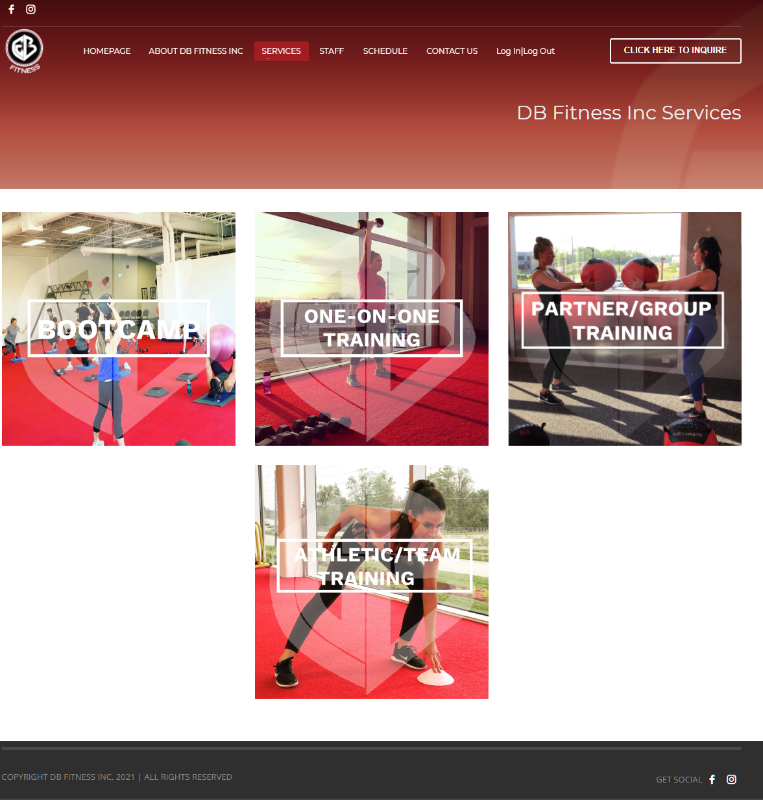 DB
FITNESS
HOMEPAGE ABOUT DB FITNESS INC SERVICES STAFF SCHEDULE CONTACT US Log In|Log Out CLICK HERE TO INQUIRE
DB Fitness Inc Services
BOOTCAMP
ONE-ON-ONE
TRAINING
PARTNER/GROUP
TRAINING
ATHLETIC/TEAM
TRAINING
COPYRIGHT DB FITNESS INC. 2021 | ALL RIGHTS RESERVED
GET SOCIAL